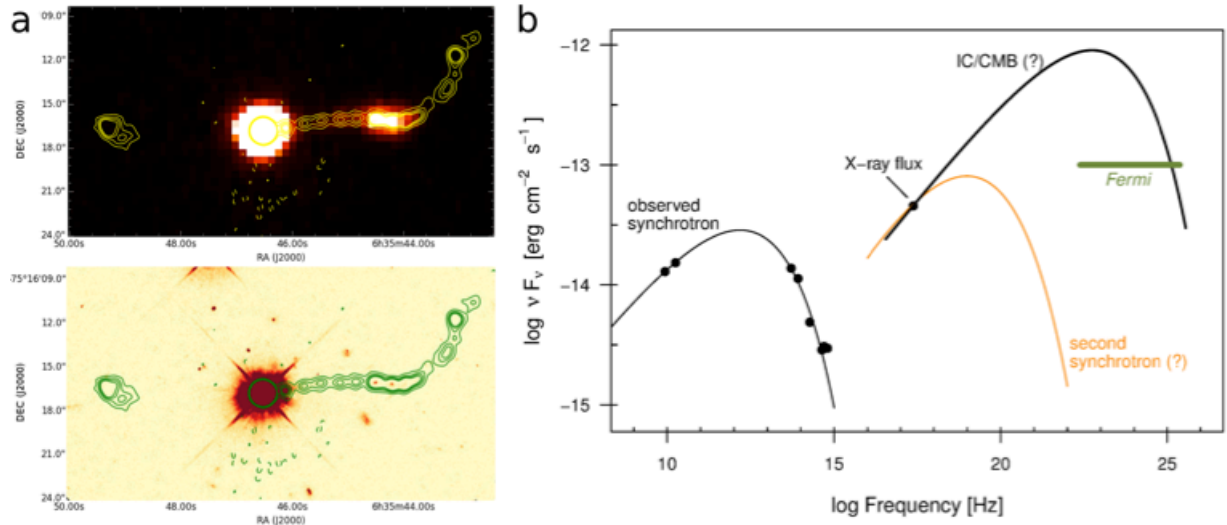 a
09.0"
12.0"
15.0"
18.0"
21.0"
24.0"
DEC (J2000)
50.00s
48.00s
46.00s
6h35m44.00s
RA (J2000)
-75°16'09.0"
12.0"
15.0"
18.0"
21.0"
24.0"
DEC (J2000)
50.00s
48.00s
46.00s
6h35m44.00s
RA (J2000)
b
−12
−13
−14
−15
log ν Fν [erg cm−2 s−1]
IC/CMB (?)
X−ray flux
Fermi
observed
synchrotron
second
synchrotron (?)
10
15
20
25
log Frequency [Hz]